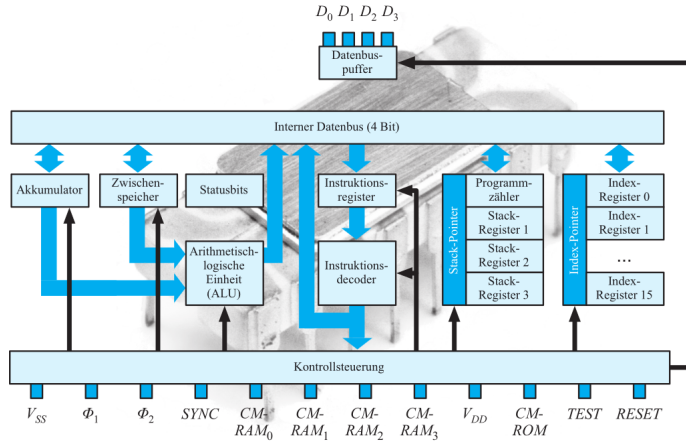 D0 D1 D2 D3
Datenbus-
puffer
Interner Datenbus (4 Bit)
Akkumulator
Zwischen-
speicher
Statusbits
Instruktions-
register
Programm-
zähler
Index-
Register 0
Stack-
Register 1
Index-
Register 1
Arithmetisch-
logische
Einheit
(ALU)
Instruktions-
decoder
Stack-Pointer
Stack-
Register 2
Index-Pointer
...
Stack-
Register 3
Index-
Register 15
Kontrollsteuerung
VSS Φ1 Φ2 SYNC CM- CM- CM- CM- VDD CM- TEST RESET
RAM0 RAM1 RAM2 RAM3 ROM